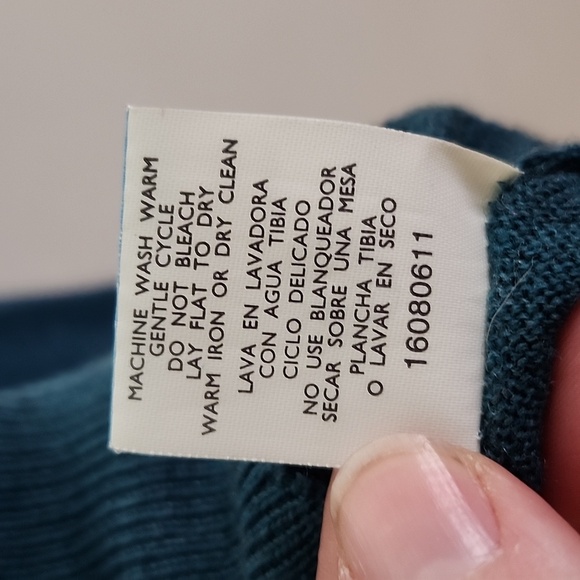 MACHINE WASH WARM
GENTLE CYCLE
DO NOT BLEACH
LAY FLAT TO DRY
WARM IRON OR DRY CLEAN
LAVA EN LAVADORA
CON AGUA TIBIA
CICLO DELICADO
NO USE BLANQUEADOR
SECAR SOBRE UNA MESA
PLANCHA TIBIA
O LAVAR EN SECO
16080611